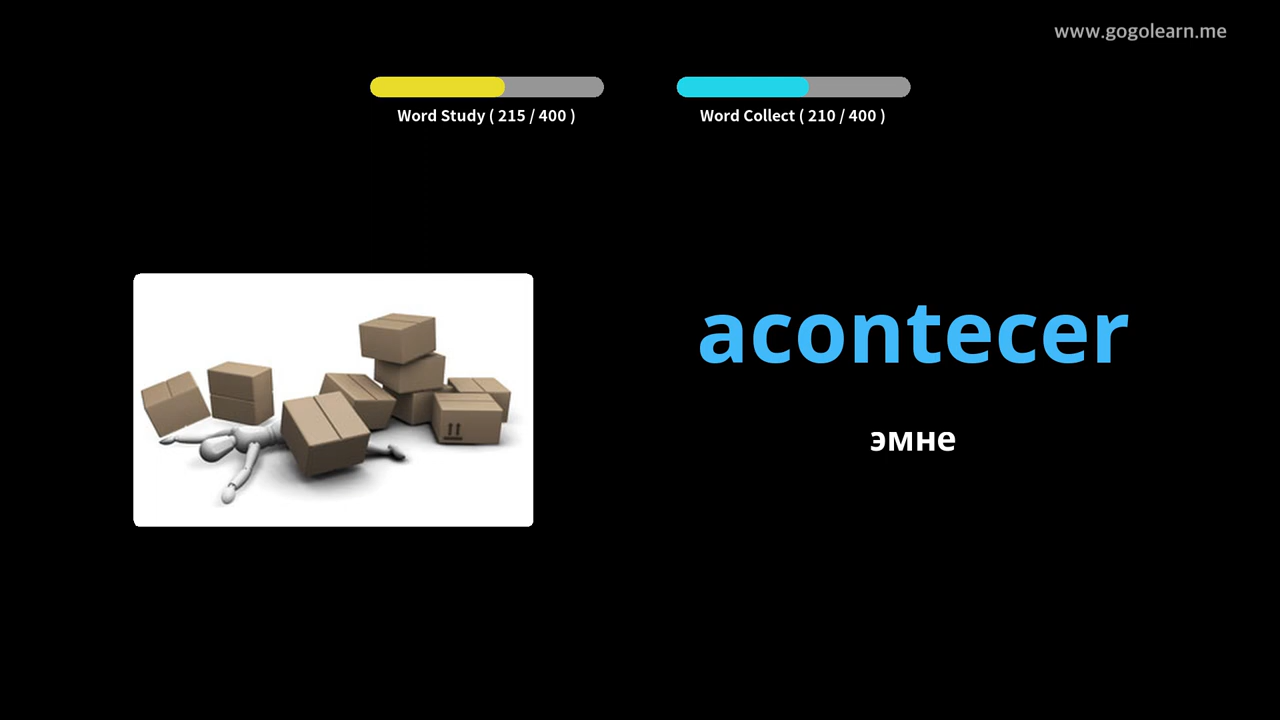 www.gogolearn.me
Word Study ( 215 / 400 )
Word Collect ( 210 / 400 )
acontecer
эмне